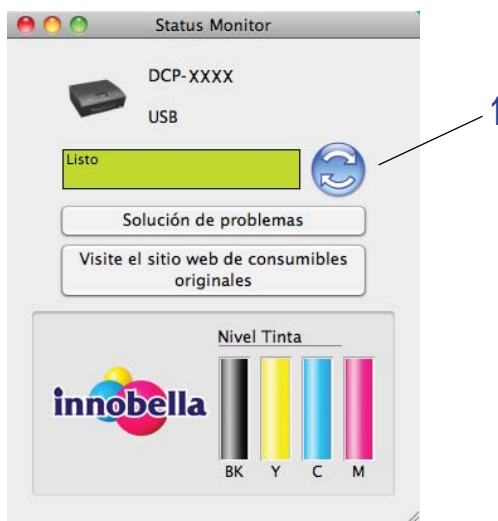 Status Monitor
DCP-XXXX
USB
Listo
1
Solución de problemas
Visite el sitio web de consumibles
originales
Nivel Tinta
innobella
BK Y C M